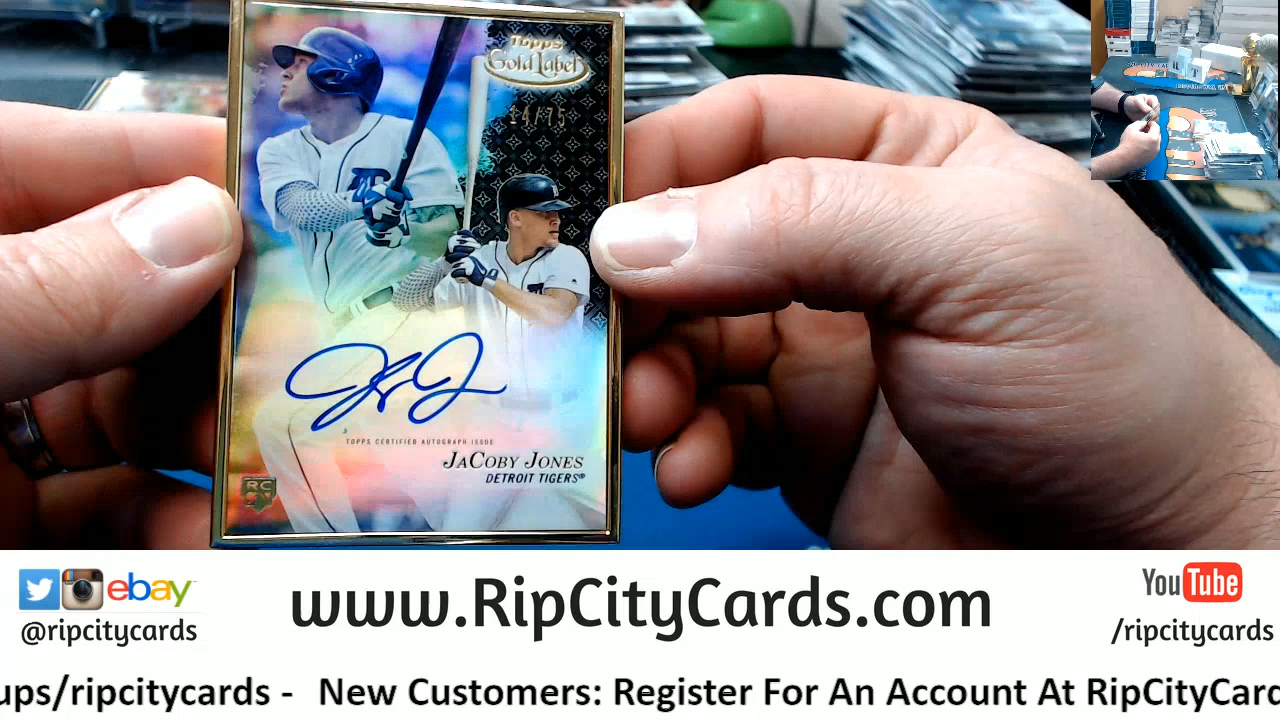 Topps
Gold Label
14/75
TOPPS CERTIFIED AUTOGRAPH ISSUE
JACOBY JONES
DETROIT TIGERS®
RC
ebay
@ripcitycards
www.RipCityCards.com
YouTube
/ripcitycards
ups/ripcitycards - New Customers: Register For An Account At RipCityCard